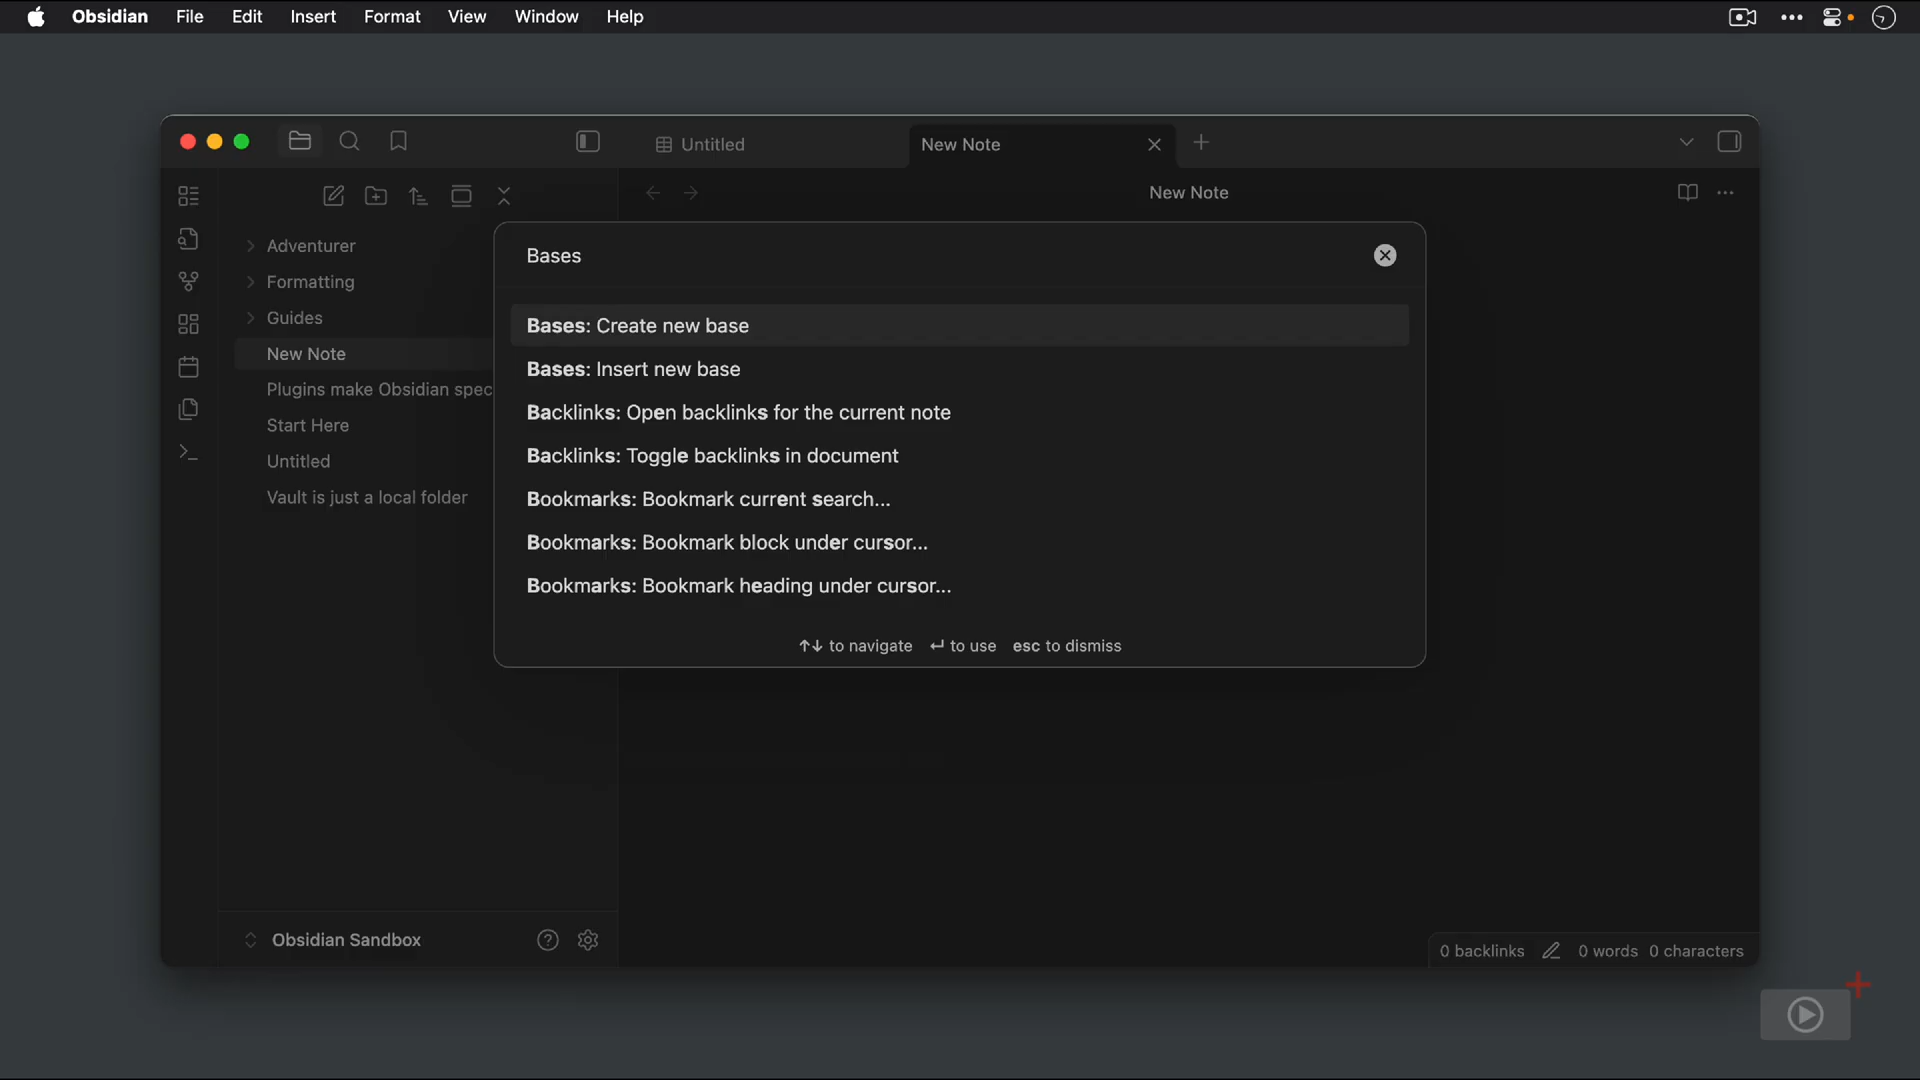 Obsidian File Edit Insert Format View Window Help
Untitled
New Note
New Note
Adventurer
Formatting
Guides
New Note
Plugins make Obsidian spec
Start Here
Untitled
Vault is just a local folder
Bases
Bases: Create new base
Bases: Insert new base
Backlinks: Open backlinks for the current note
Backlinks: Toggle backlinks in document
Bookmarks: Bookmark current search...
Bookmarks: Bookmark block under cursor...
Bookmarks: Bookmark heading under cursor...
↑↓ to navigate ↵ to use esc to dismiss
Obsidian Sandbox
0 backlinks 0 words 0 characters